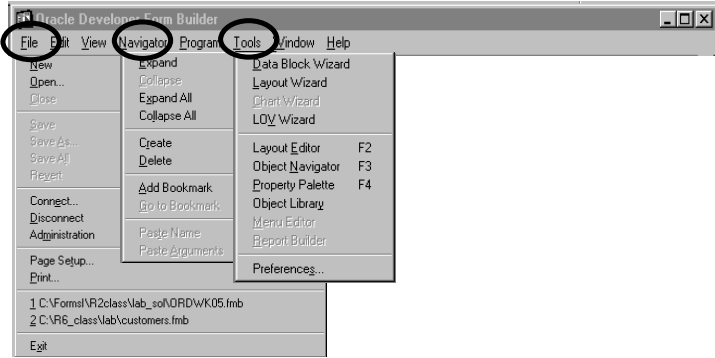 Oracle Developer Form Builder
File Edit View Navigator Program Tools Window Help
New
Open...
Close
Save
Save As...
Save All
Revert
Connect...
Disconnect
Administration
Page Setup...
Print...
1 C:\Formsl\R2class\lab_sol\ORDWK05.fmb
2 C:\R6_class\lab\customers.fmb
Exit
Expand
Collapse
Expand All
Collapse All
Create
Delete
Add Bookmark
Go to Bookmark
Paste Name
Paste Arguments
Data Block Wizard
Layout Wizard
Chart Wizard
LOV Wizard
Layout Editor F2
Object Navigator F3
Property Palette F4
Object Library
Menu Editor
Report Builder
Preferences...